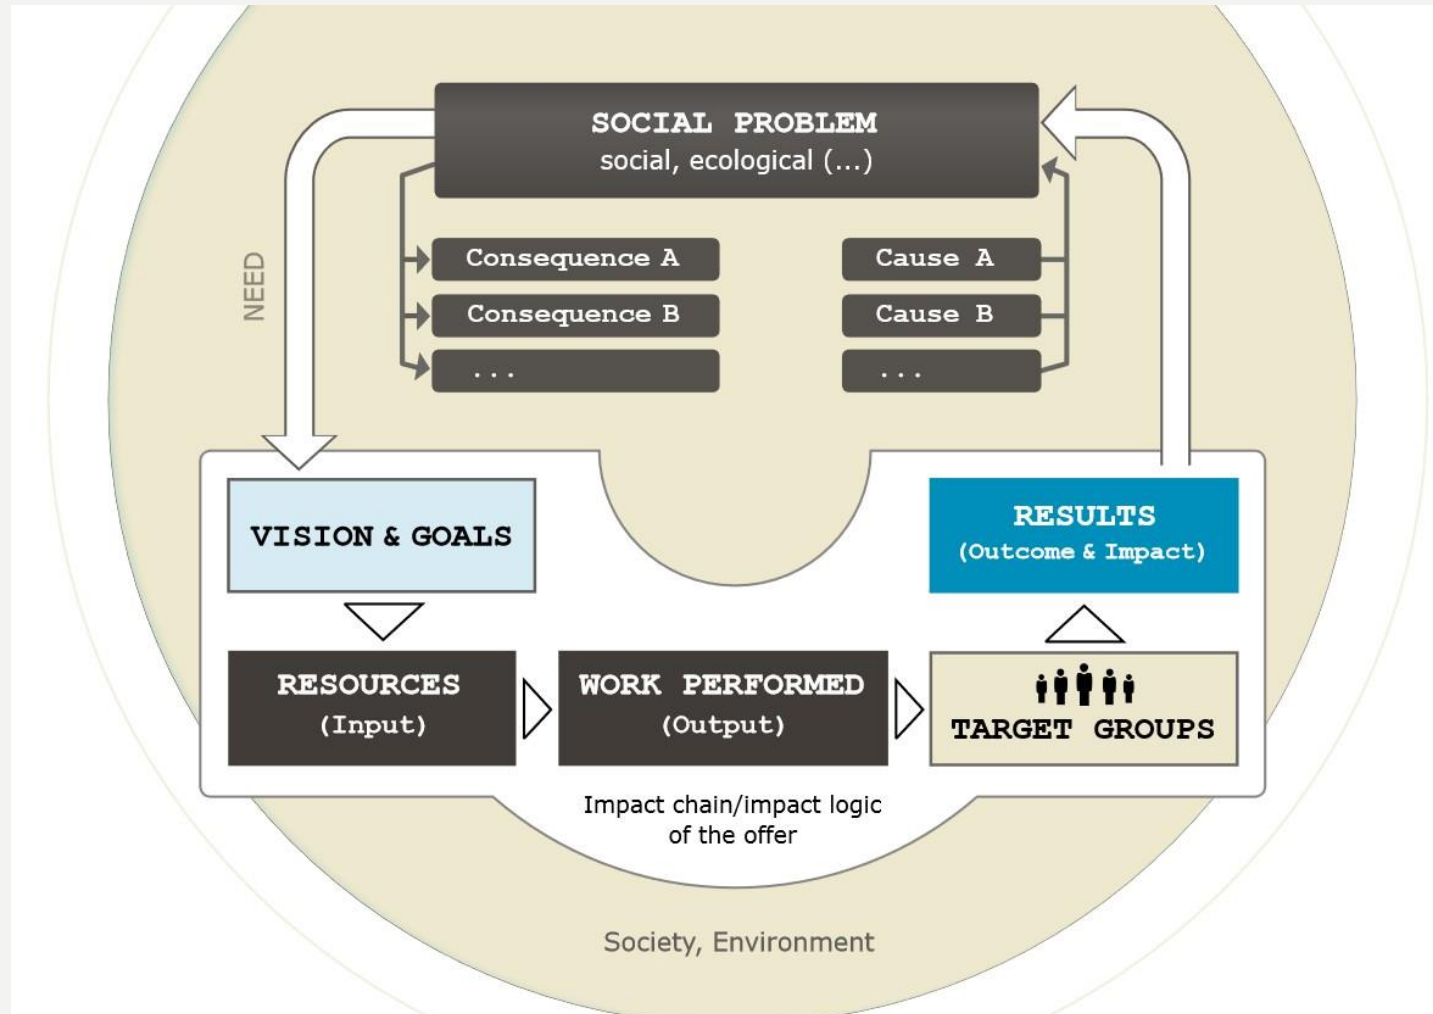 SOCIAL PROBLEM
social, ecological (...)
NEED
Consequence A
Consequence B
...
Cause A
Cause B
...
VISION & GOALS
RESULTS
(Outcome & Impact)
RESOURCES
(Input)
WORK PERFORMED
(Output)
TARGET GROUPS
Impact chain/impact logic
of the offer
Society, Environment